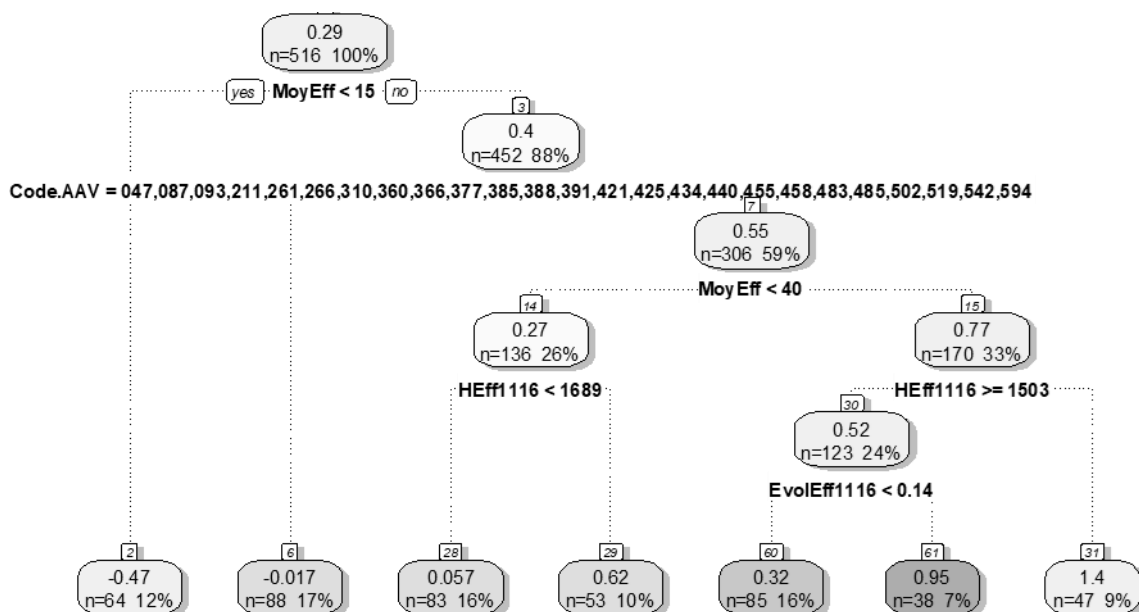 0.29
n=516 100%
yes MoyEff < 15 no
3
0.4
n=452 88%
Code.AAV = 047,087,093,211,261,266,310,360,366,377,385,388,391,421,425,434,440,455,458,483,485,502,519,542,594
7
0.55
n=306 59%
MoyEff < 40
14
0.27
n=136 26%
15
0.77
n=170 33%
HEff1116 < 1689
HEff1116 >= 1503
30
0.52
n=123 24%
EvolEff1116 < 0.14
2
-0.47
n=64 12%
6
-0.017
n=88 17%
28
0.057
n=83 16%
29
0.62
n=53 10%
60
0.32
n=85 16%
61
0.95
n=38 7%
31
1.4
n=47 9%